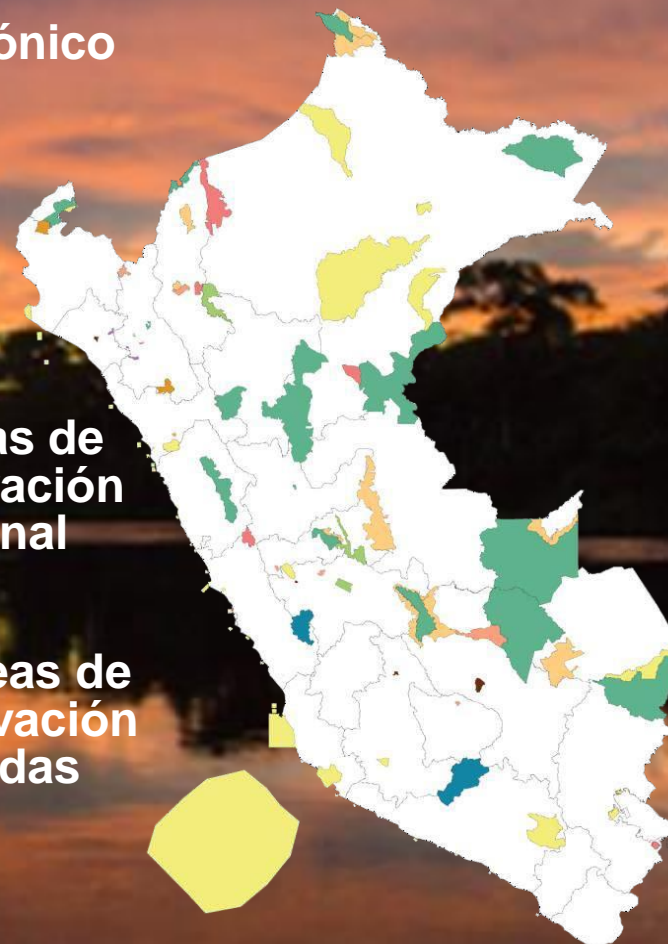 ónico
as de
ación
nal
eas de
vación
das